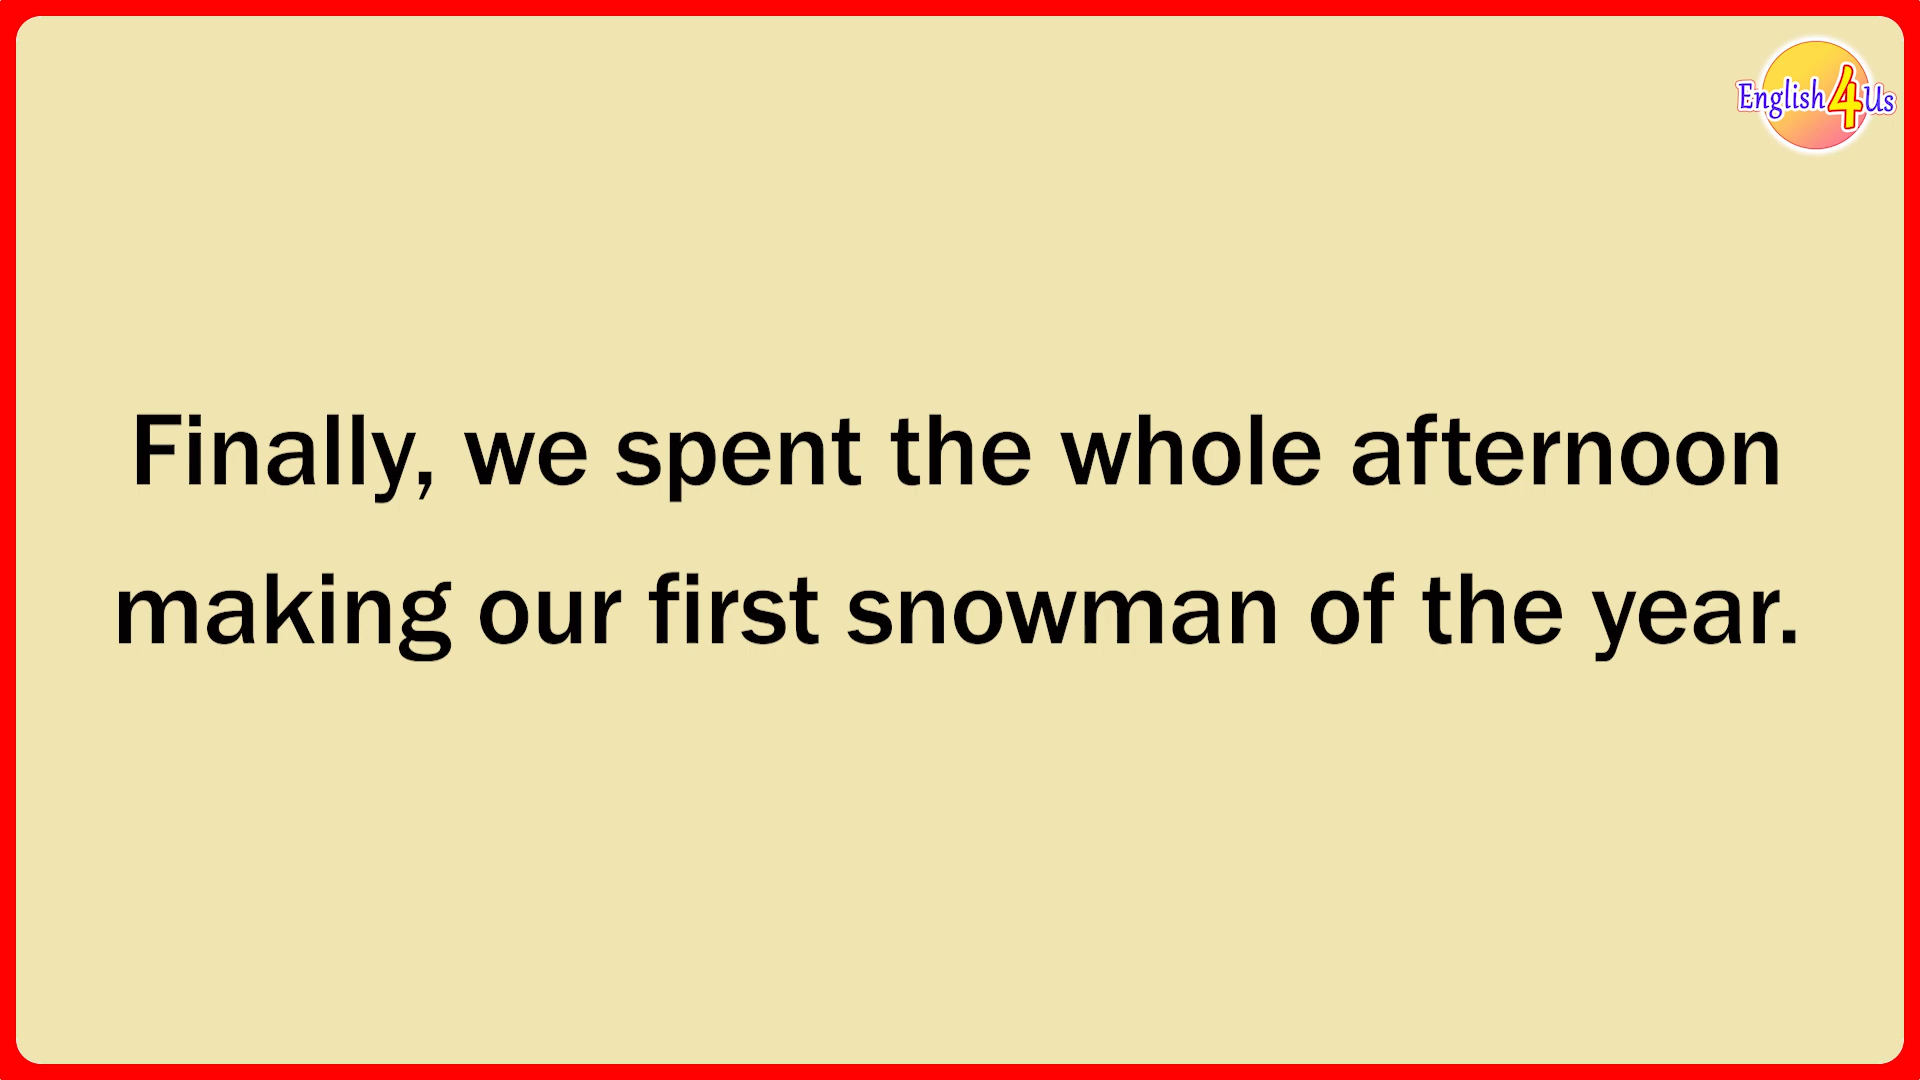 English4Us
Finally, we spent the whole afternoon
making our first snowman of the year.